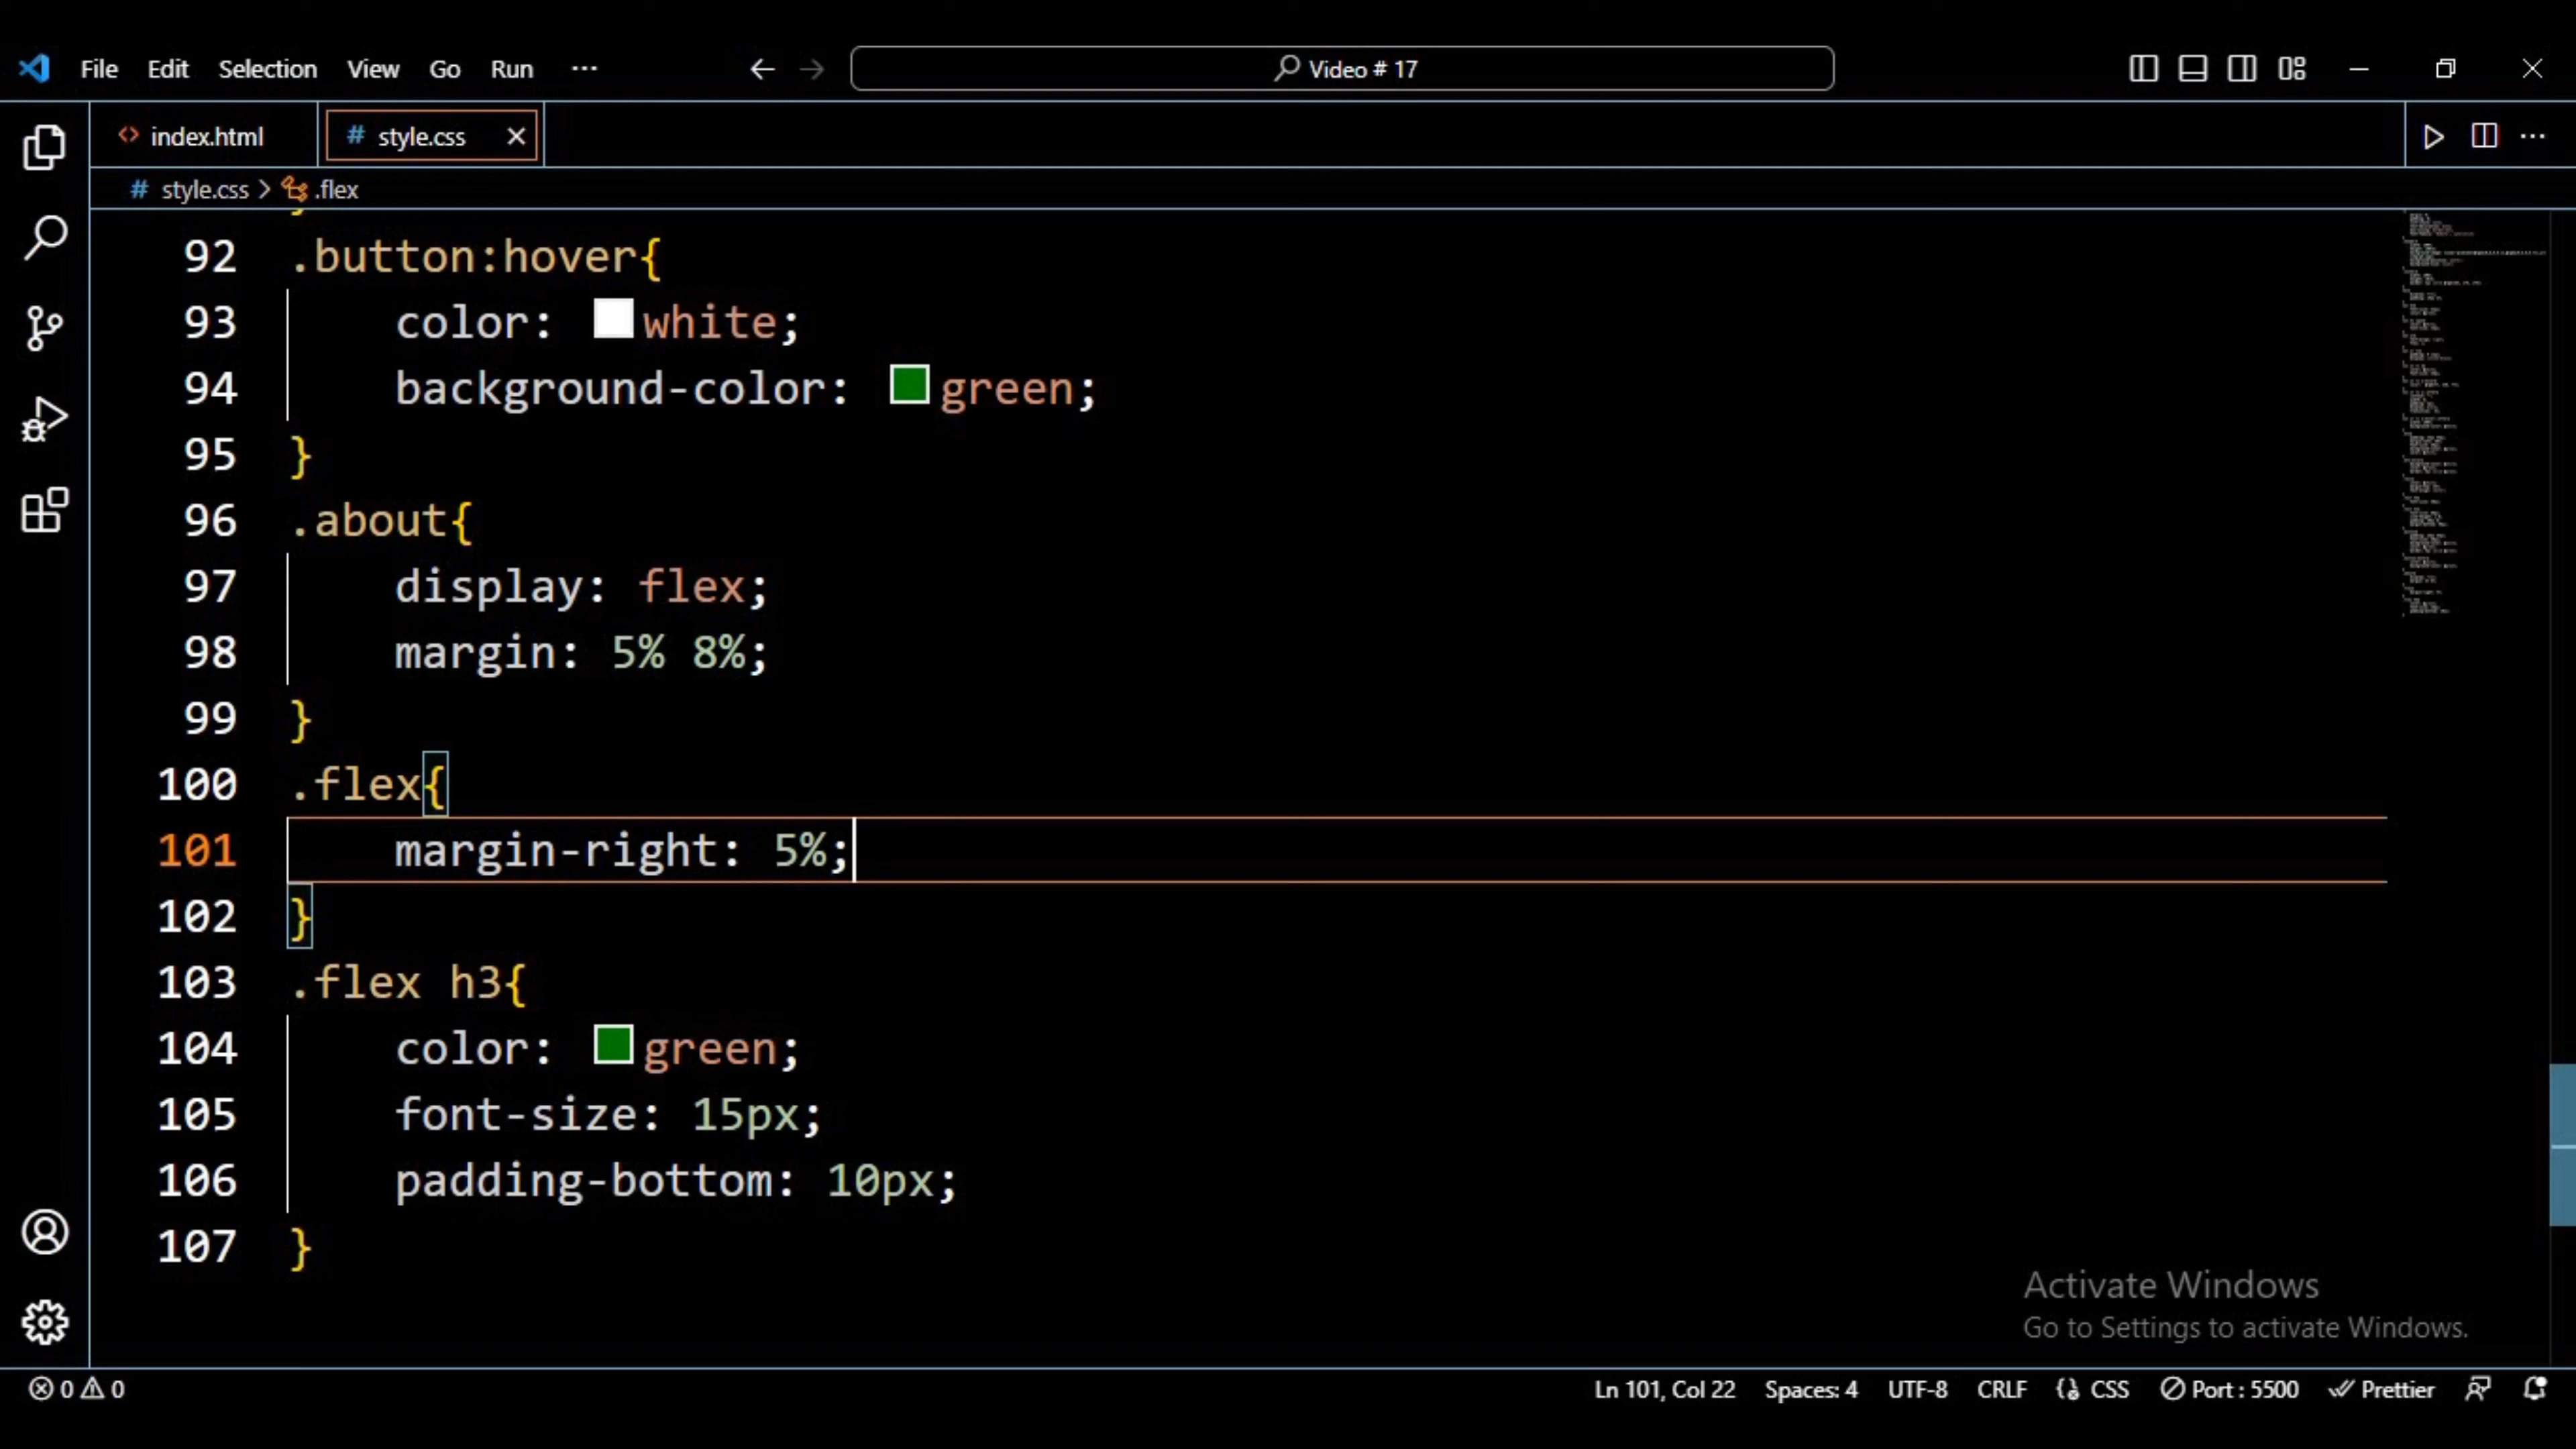 File Edit Selection View Go Run ···
Video # 17
index.html
# style.css
# style.css > .flex
92 .button:hover{
93 color: white;
94 background-color: green;
95 }
96 .about{
97 display: flex;
98 margin: 5% 8%;
99 }
100 .flex{
101 margin-right: 5%;
102 }
103 .flex h3{
104 color: green;
105 font-size: 15px;
106 padding-bottom: 10px;
107 }
Activate Windows
Go to Settings to activate Windows.
0 0 Ln 101, Col 22 Spaces: 4 UTF-8 CRLF CSS Port : 5500 Prettier